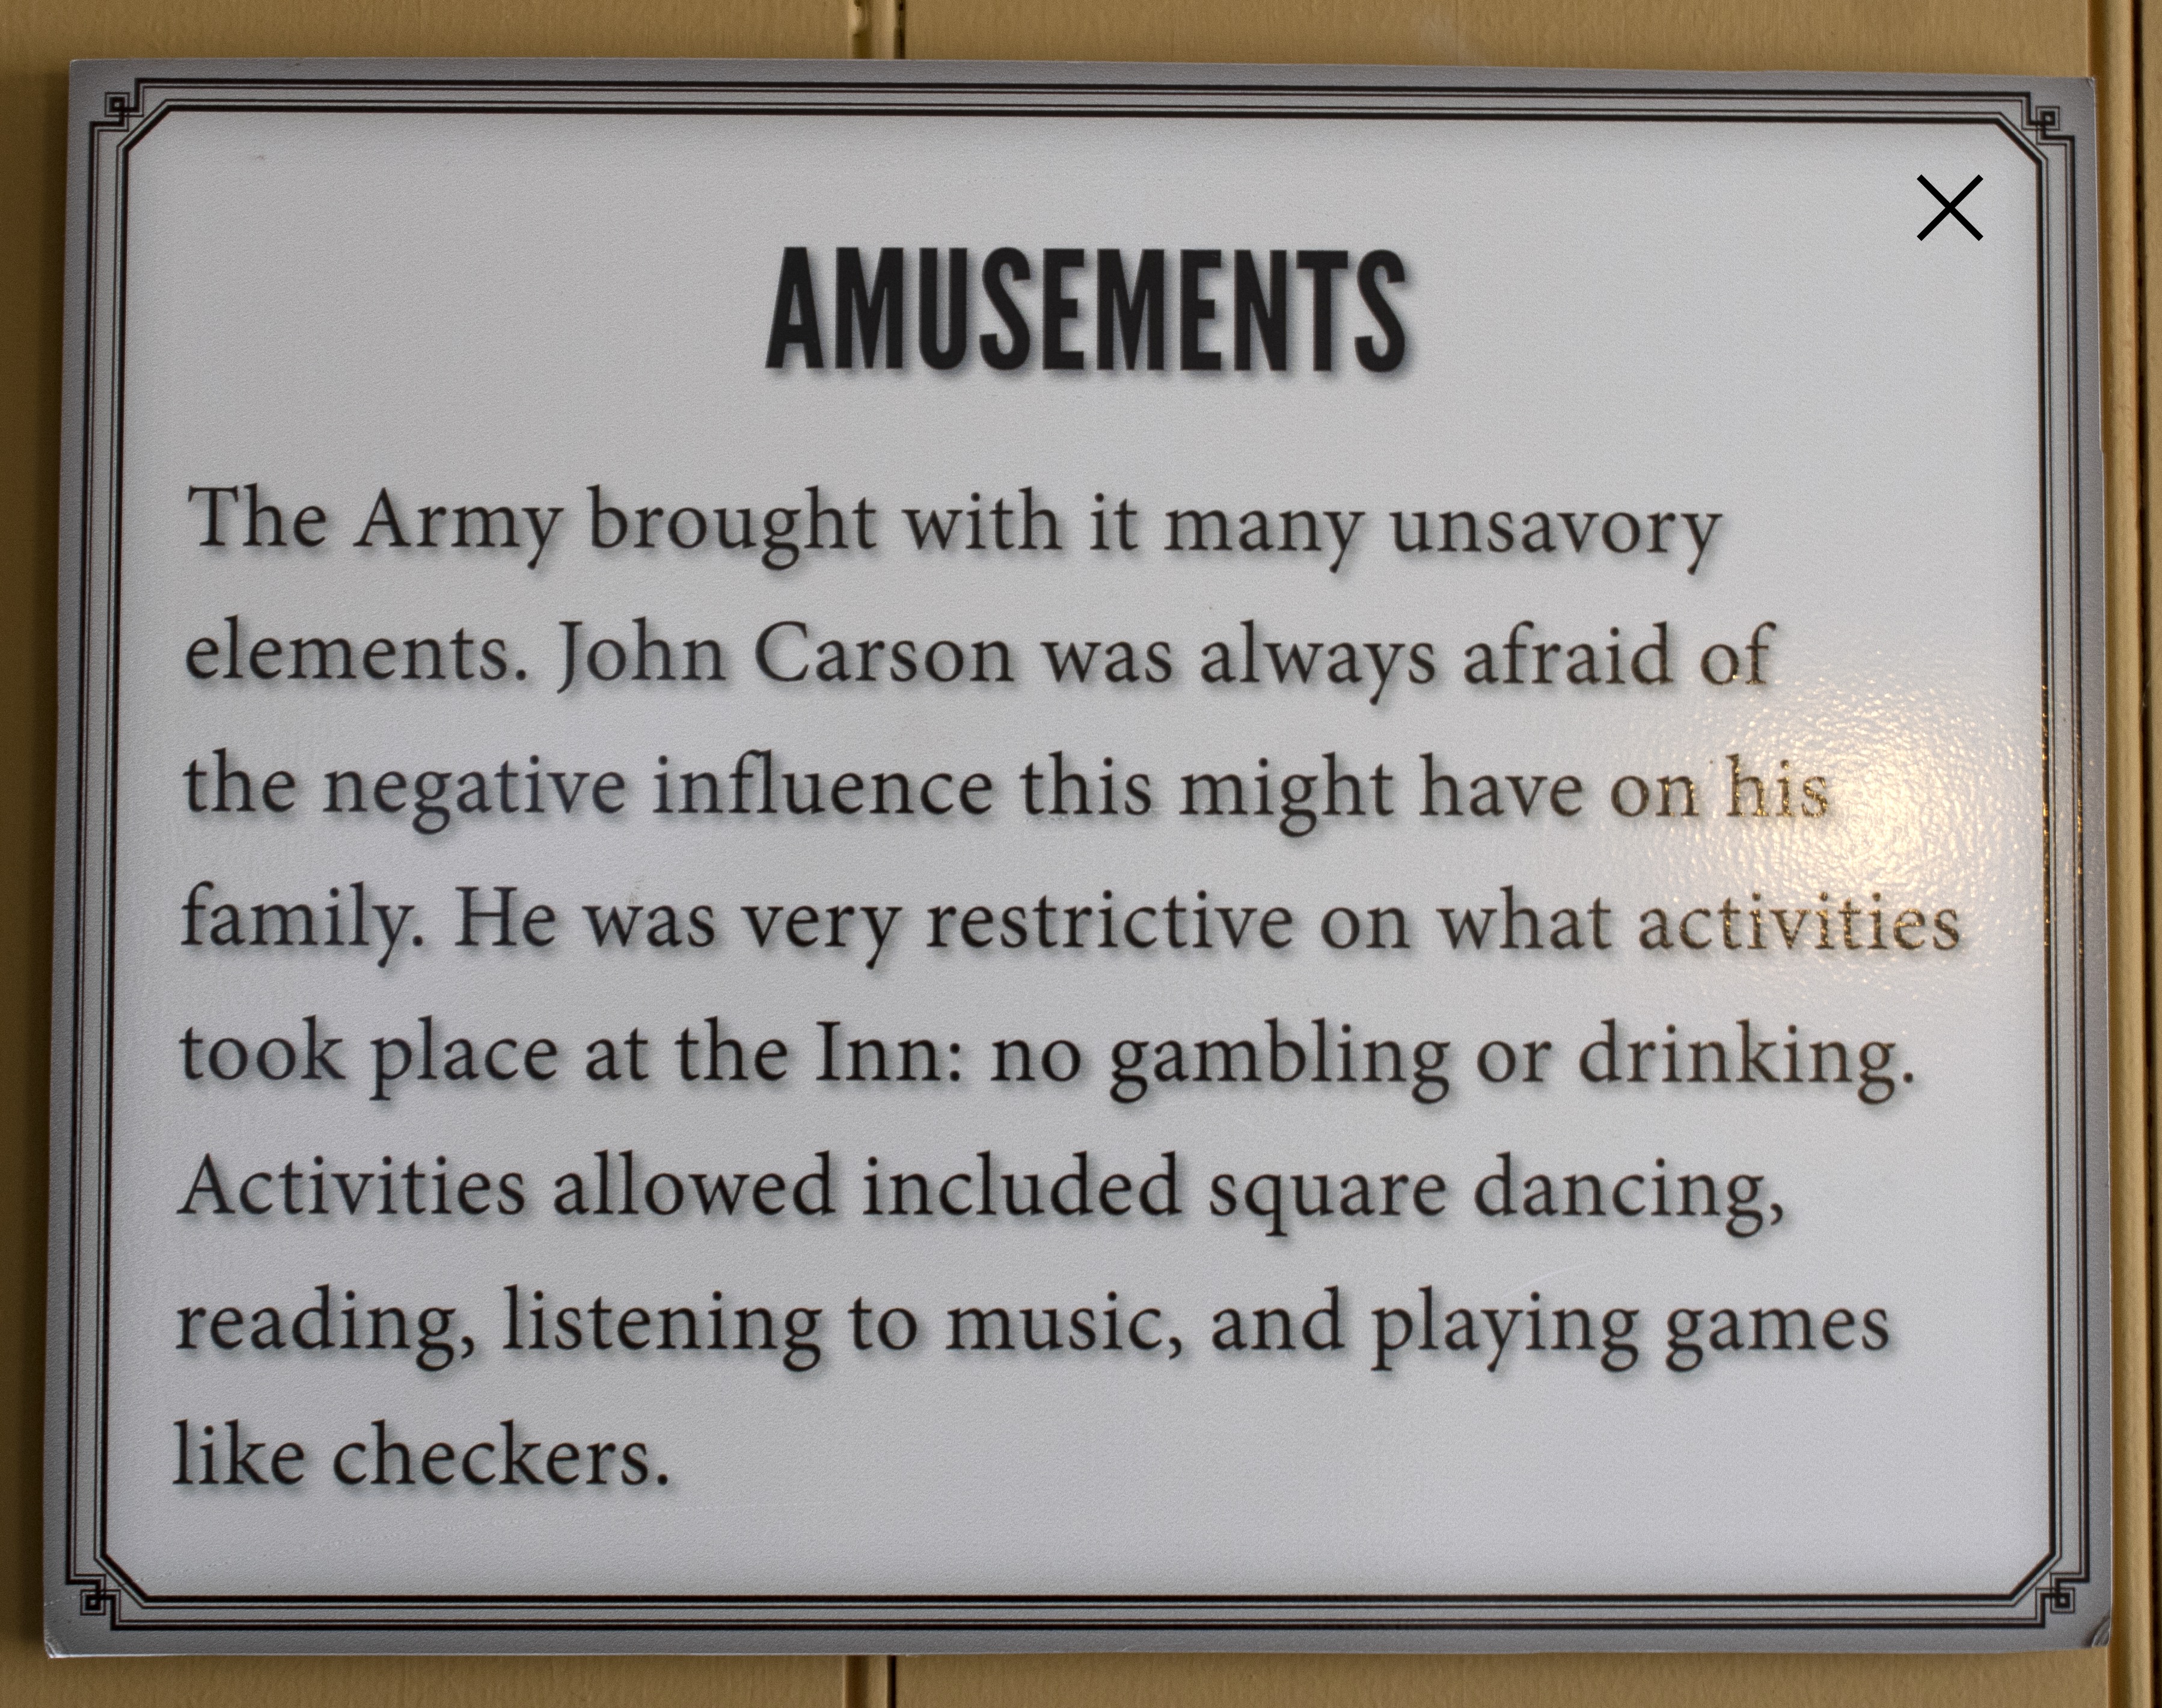 AMUSEMENTS
The Army brought with it many unsavory
elements. John Carson was always afraid of
the negative influence this might have on his
family. He was very restrictive on what activities
took place at the Inn: no gambling or drinking.
Activities allowed included square dancing,
reading, listening to music, and playing games
like checkers.